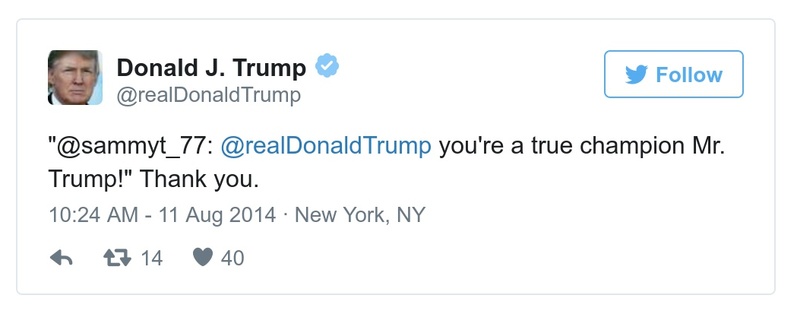 Donald J. Trump
Follow
@realDonaldTrump
"@sammyt_77: @realDonaldTrump you're a true champion Mr.
Trump!" Thank you.
10:24 AM - 11 Aug 2014 · New York, NY
14 40